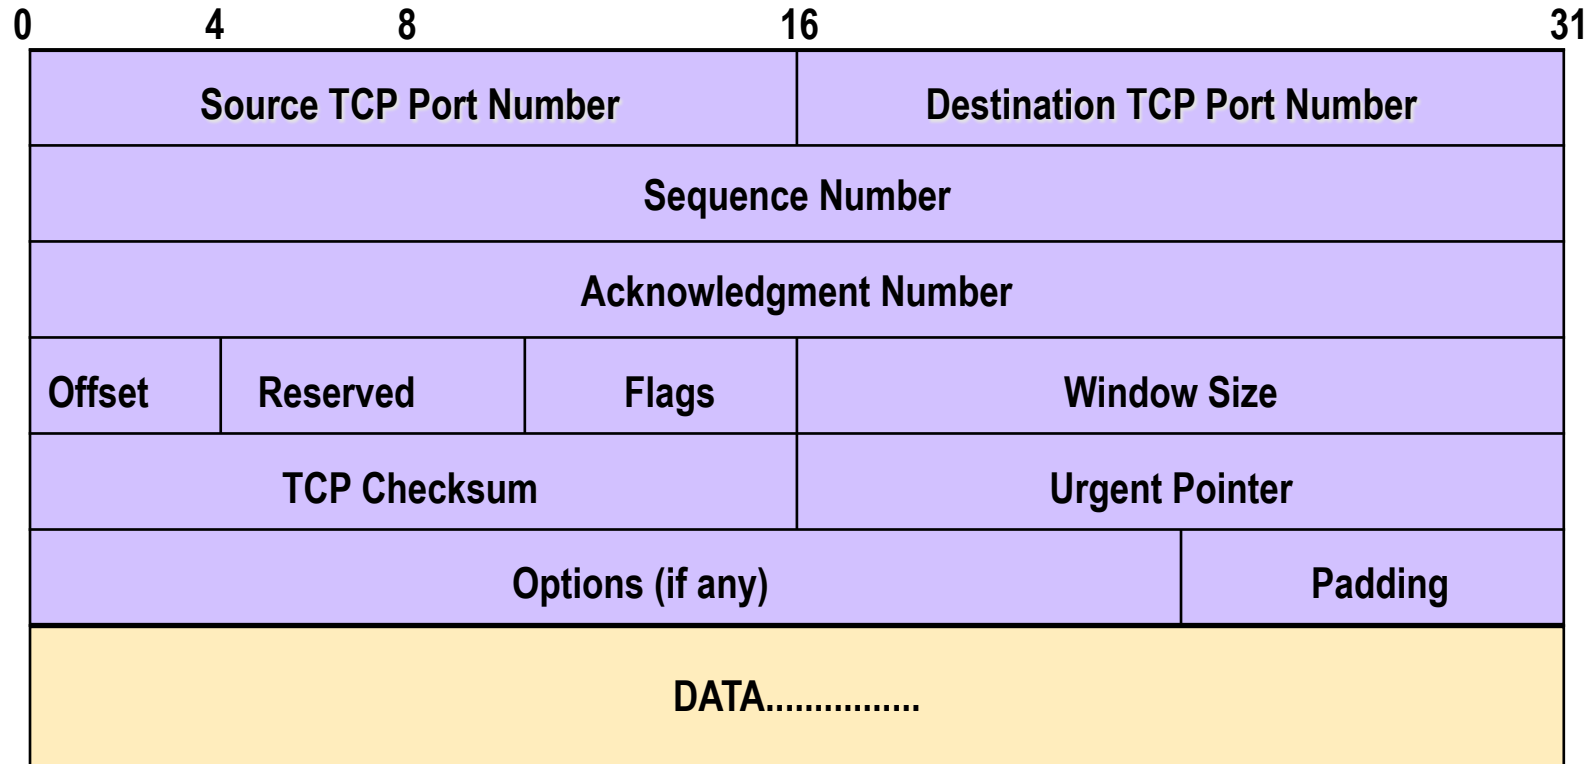 0 4 8 16 31
Source TCP Port Number Destination TCP Port Number
Sequence Number
Acknowledgment Number
Offset Reserved Flags Window Size
TCP Checksum Urgent Pointer
Options (if any) Padding
DATA................